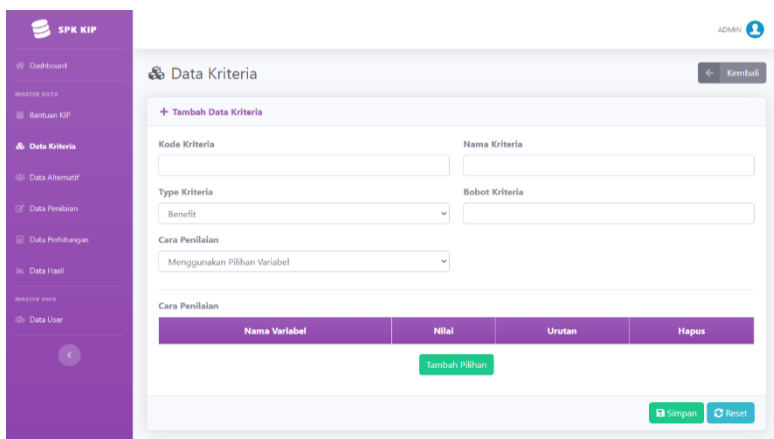 SPK KIP
ADMIN
Dashboard
MASTER DATA
Bantuan KIP
Data Kriteria
Data Alternatif
Data Penilaian
Data Perhitungan
Data Hasil
MASTER USER
Data User
Data Kriteria
Kembali
Tambah Data Kriteria
Kode Kriteria
Nama Kriteria
Type Kriteria
Bobot Kriteria
Benefit
Cara Penilaian
Menggunakan Pilihan Variabel
Cara Penilaian
Nama Variabel Nilai Urutan Hapus
Tambah Pilihan
Simpan
Reset